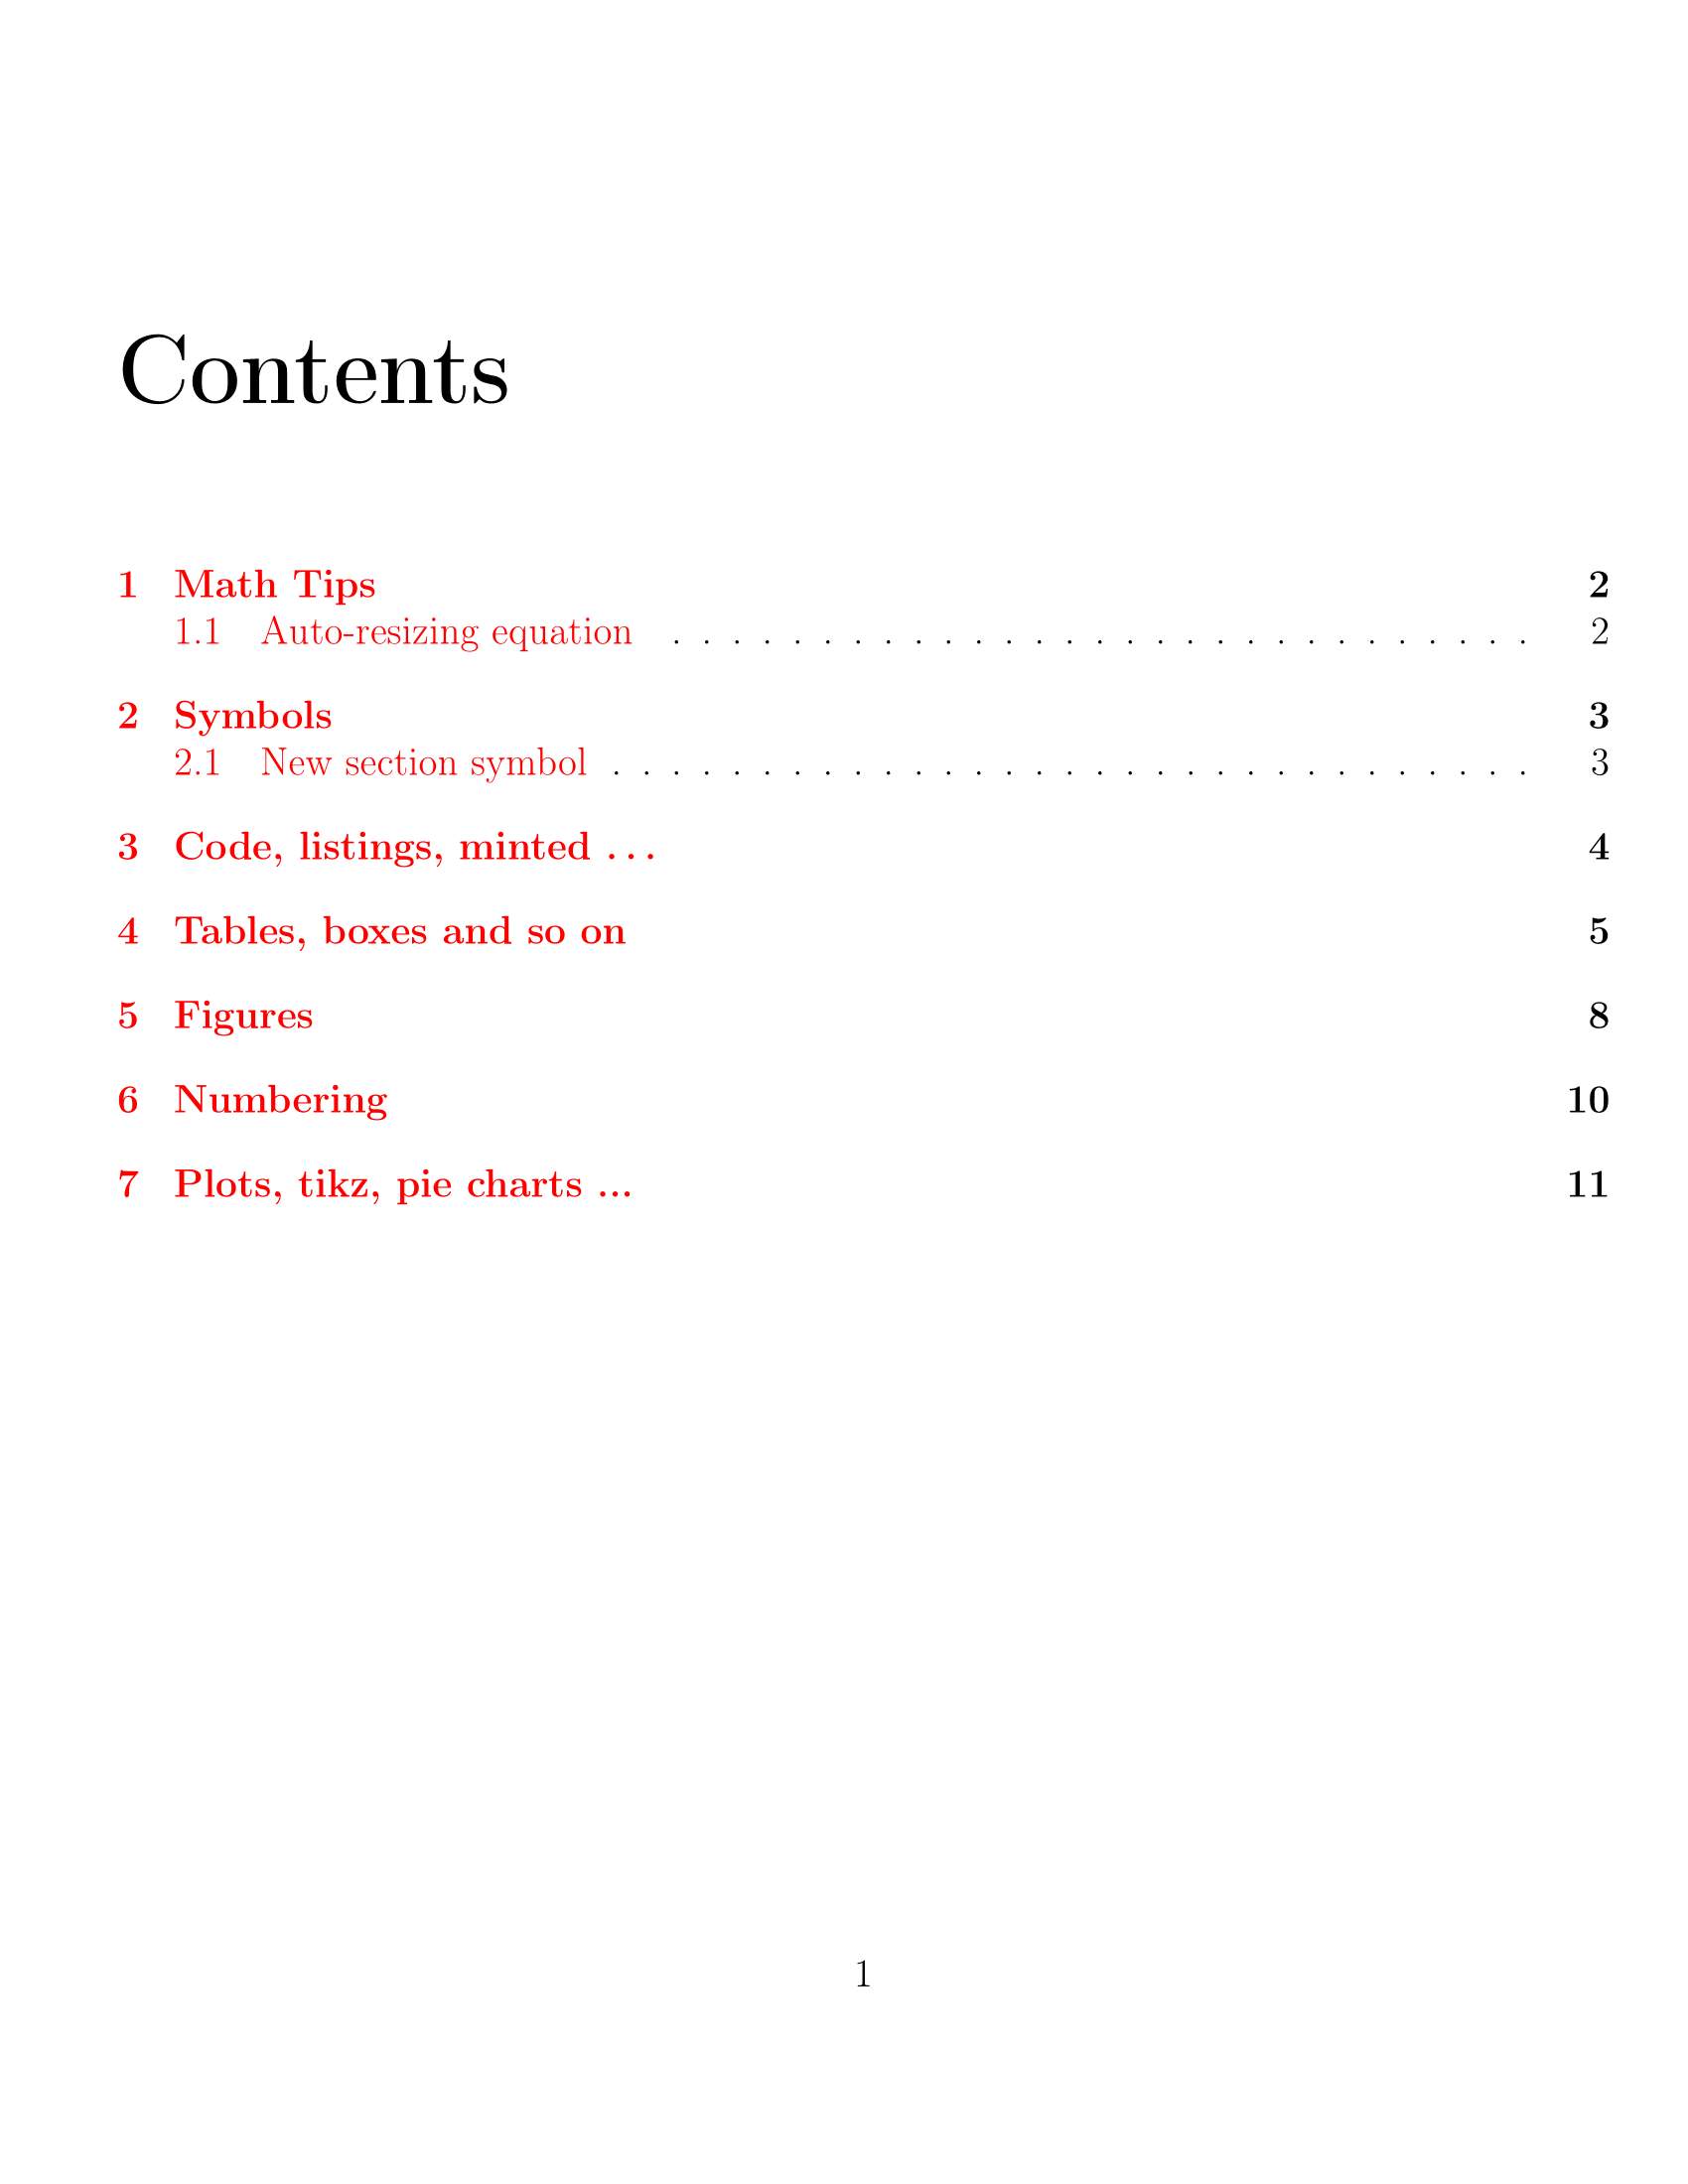 Contents
1 Math Tips 2
1.1 Auto-resizing equation . . . . . . . . . . . . . . . . . . . . . . . . . . . . . 2
2 Symbols 3
2.1 New section symbol . . . . . . . . . . . . . . . . . . . . . . . . . . . . . . . 3
3 Code, listings, minted . . . 4
4 Tables, boxes and so on 5
5 Figures 8
6 Numbering 10
7 Plots, tikz, pie charts ... 11
1